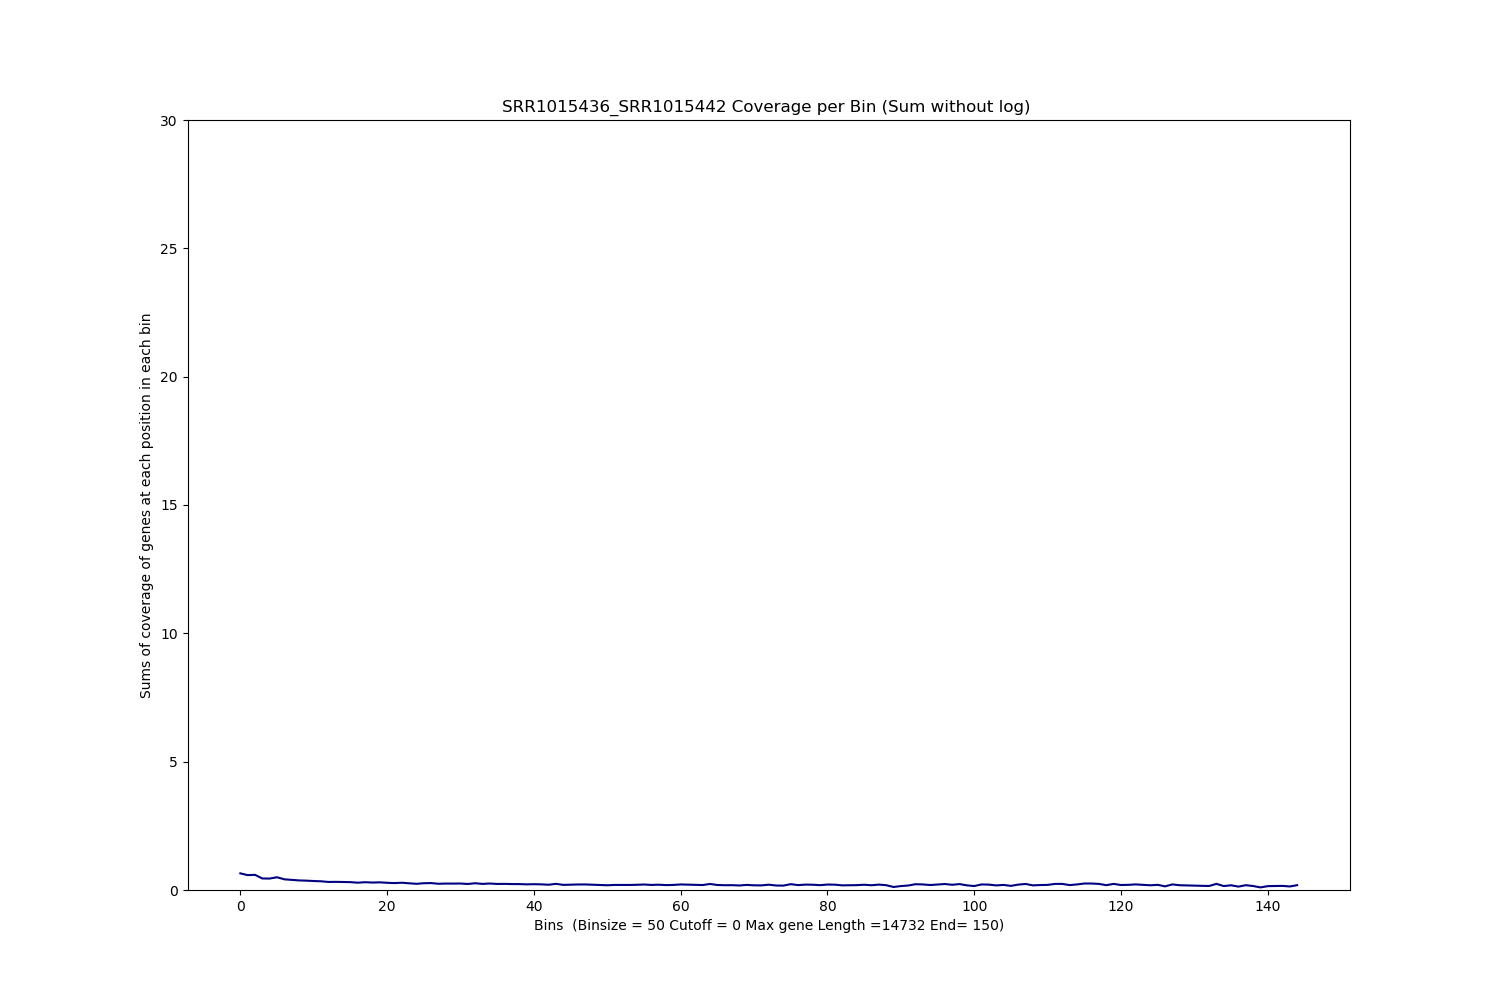 SRR1015436_SRR1015442 Coverage per Bin (Sum without log)
30
25
20
15
10
5
0
Sums of coverage of genes at each position in each bin
0 20 40 60 80 100 120 140
Bins  (Binsize = 50 Cutoff = 0 Max gene Length =14732 End= 150)